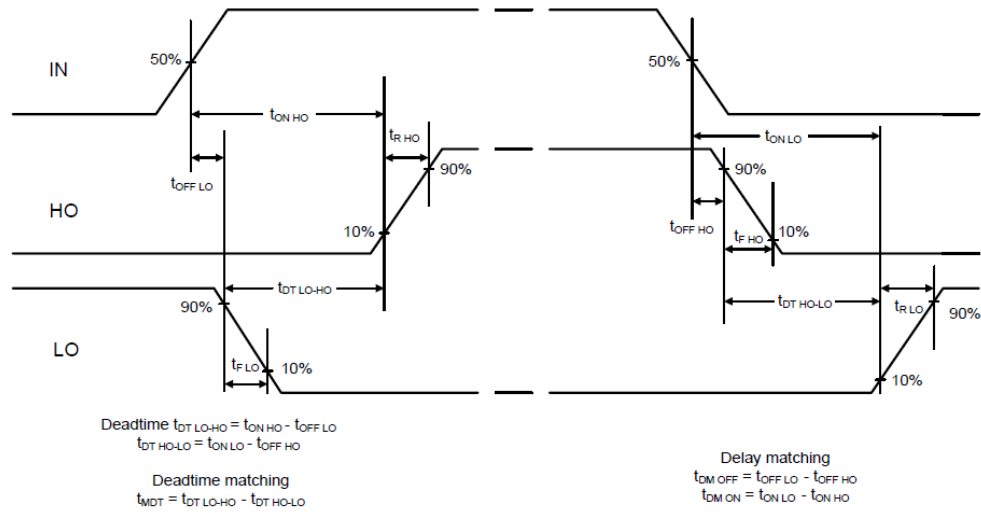 IN
50%
50%
tON HO
tON LO
tR HO
tOFF LO
90%
90%
HO
tOFF HO
10%
tF HO
10%
tDT LO-HO
tDT HO-LO
tR LO
90%
90%
LO
tF LO
10%
10%
Deadtime tDT LO-HO = tON HO - tOFF LO
tDT HO-LO = tON LO - tOFF HO
Deadtime matching
tMDT = tDT LO-HO - tDT HO-LO
Delay matching
tDM OFF = tOFF LO - tOFF HO
tDM ON = tON LO - tON HO